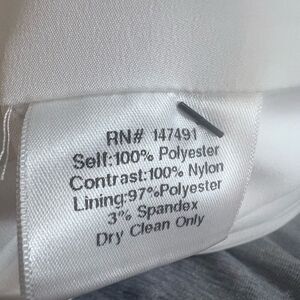 RN# 147491
Self:100% Polyester
Contrast:100% Nylon
Lining:97%Polyester
3% Spandex
Dry Clean Only